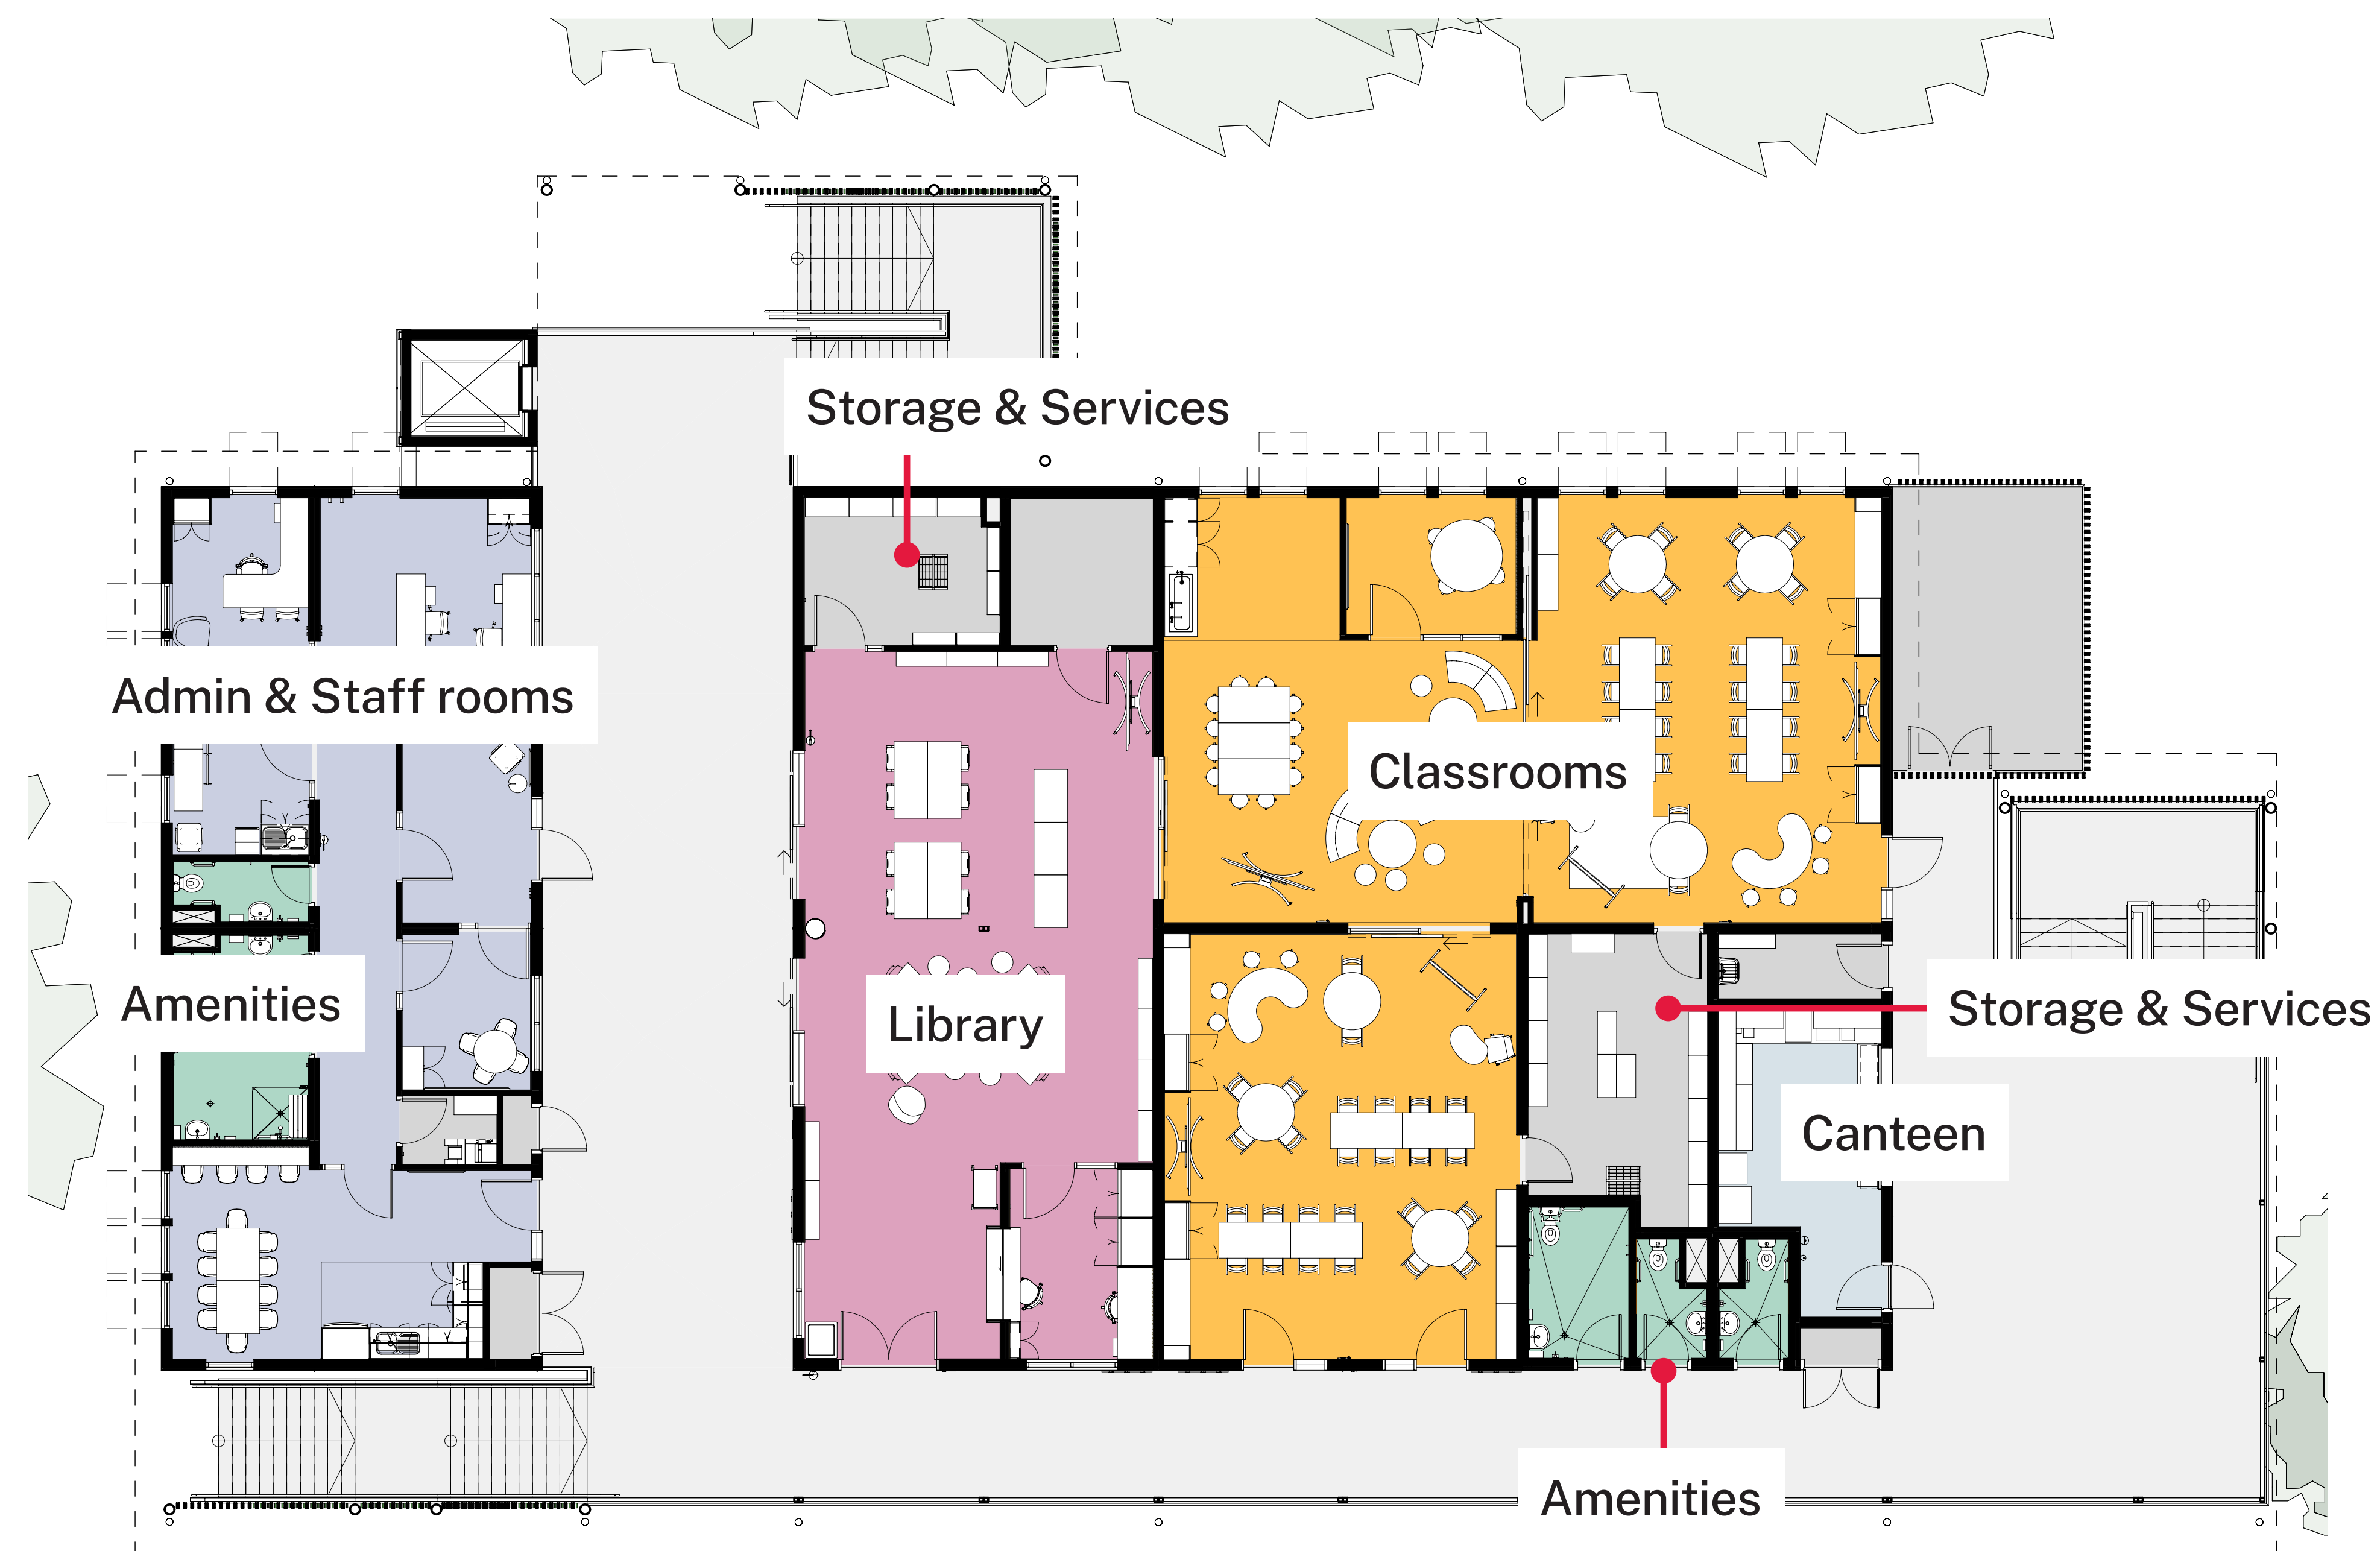 Storage & Services
Admin & Staff rooms
Classrooms
Amenities
Library
Storage & Services
Canteen
Amenities